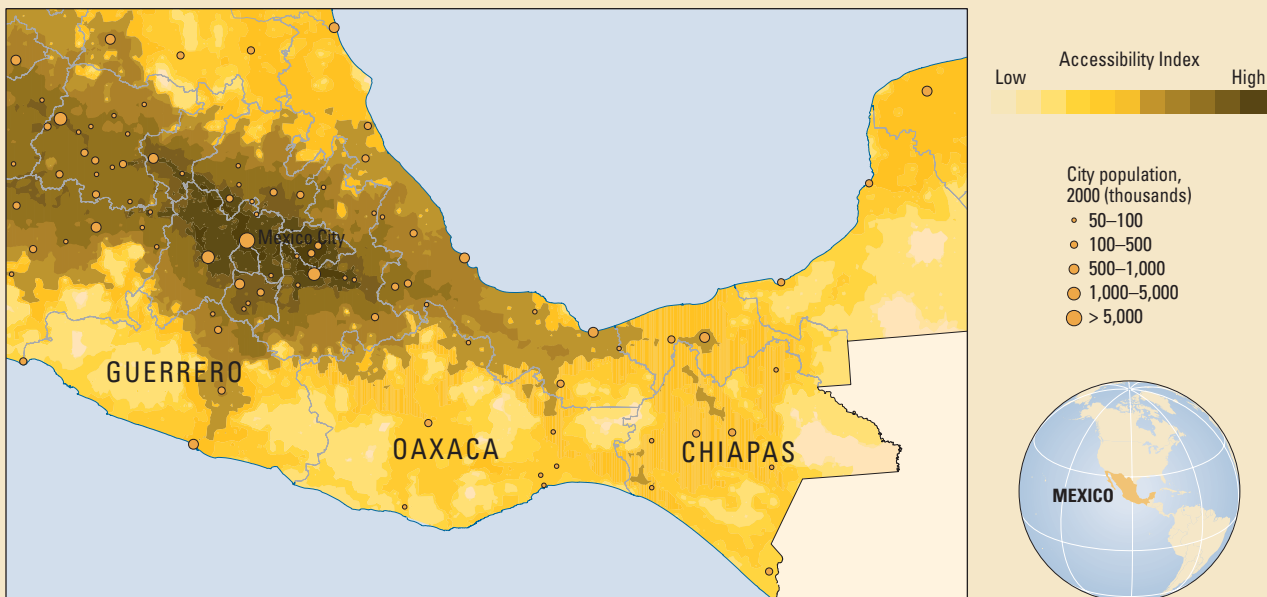 Accessibility Index
Low
High
City population,
2000 (thousands)
50–100
100–500
500–1,000
1,000–5,000
> 5,000
Mexico City
GUERRERO
OAXACA
CHIAPAS
MEXICO